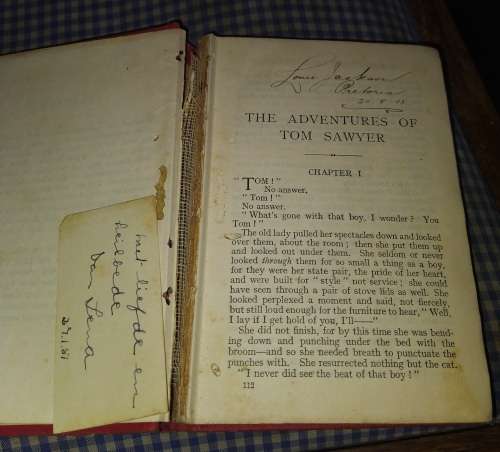 met liefde en
heilbede
Van Lena
Jackson
Pretoria
THE ADVENTURES OF
TOM SAWYER
CHAPTER I
"TOM!"
No answer.
"Tom!"
No answer.
"What's gone with that boy, I wonder? You
Tom!"
The old lady pulled her spectacles down and looked
over them, about the room; then she put them up
and looked out under them. She seldom or never
looked through them for so small a thing as a boy,
for they were her state pair, the pride of her heart,
and were built for "style" not service; she could
have seen through a pair of stove lids as well. She
looked perplexed a moment and said, not fiercely,
but still loud enough for the furniture to hear, "Well,
I lay if I get hold of you, I'll——"
She did not finish, for by this time she was bend-
ing down and punching under the bed with the
broom—and so she needed breath to punctuate the
punches with. She resurrected nothing but the cat.
"I never did see the beat of that boy!"
112